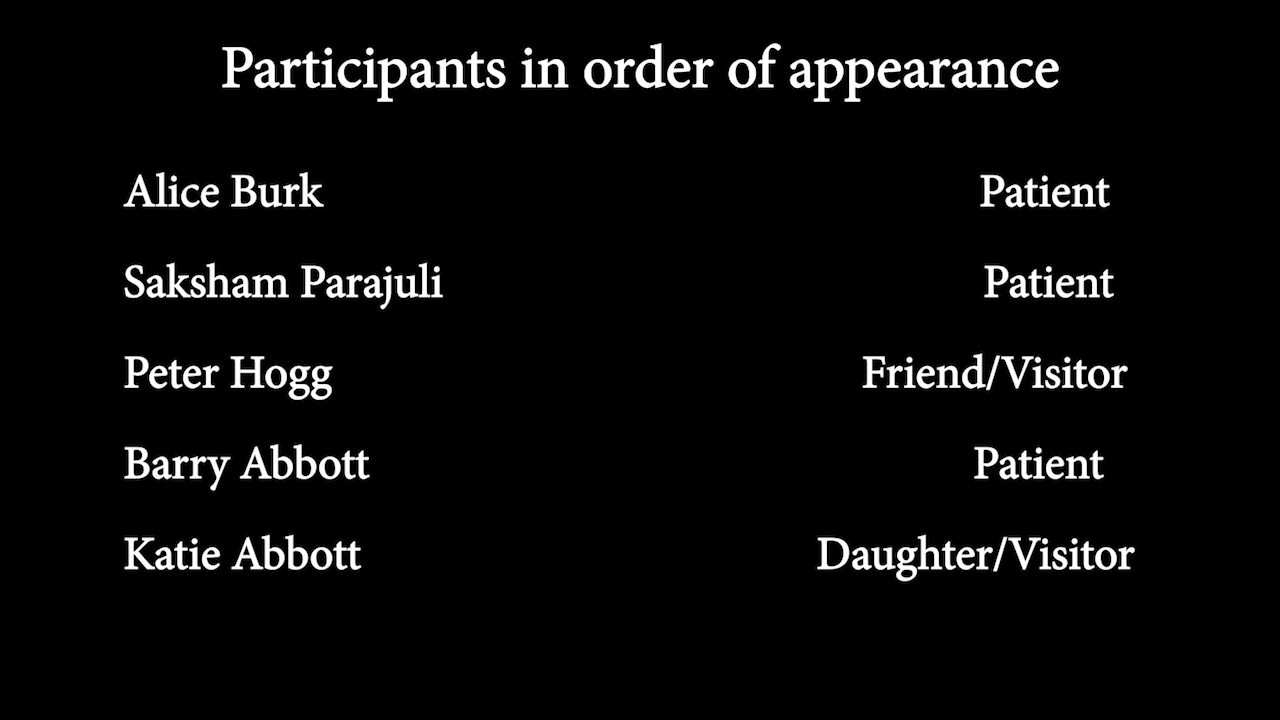 Participants in order of appearance
Alice Burk Patient
Saksham Parajuli Patient
Peter Hogg Friend/Visitor
Barry Abbott Patient
Katie Abbott Daughter/Visitor